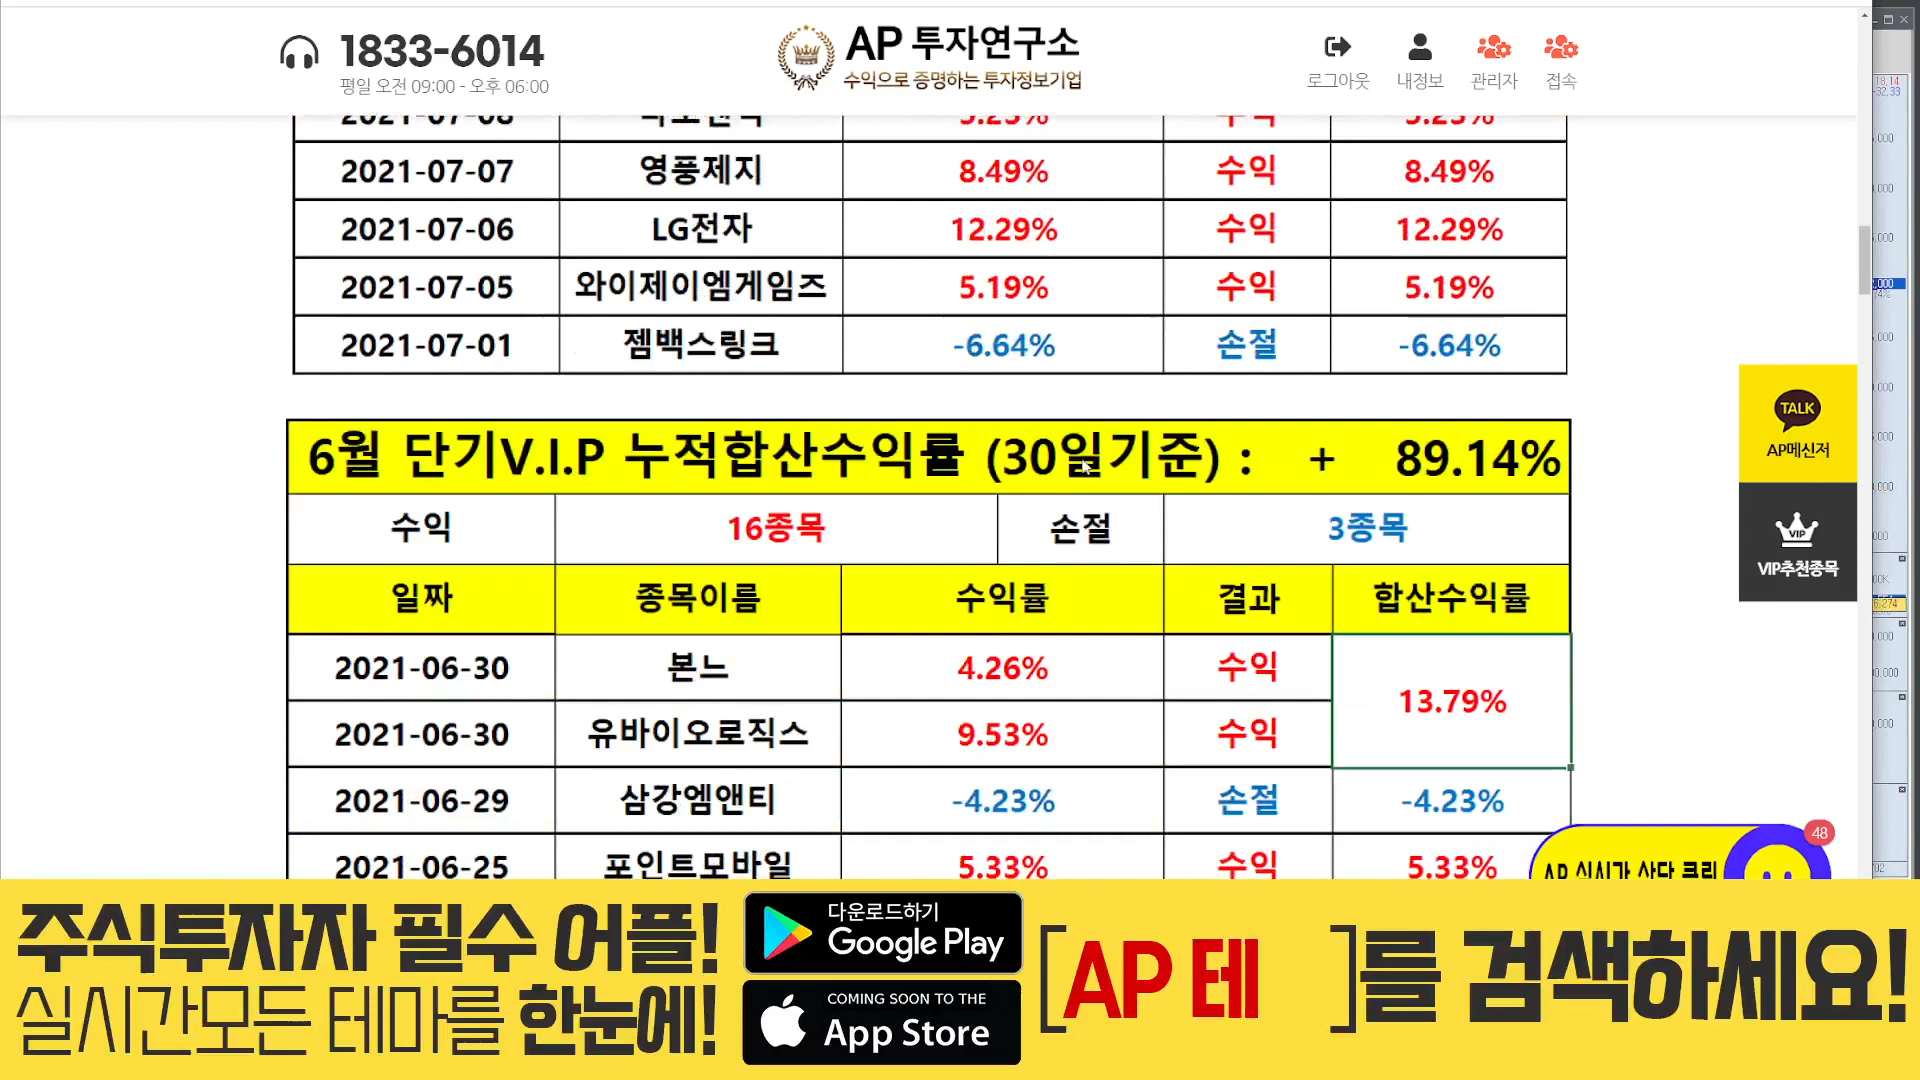 1833-6014
평일 오전 09:00 - 오후 06:00
AP 투자연구소
수익으로 증명하는 투자정보기업
로그아웃 내정보 관리자 접속
2021-07-07 영풍제지 8.49% 수익 8.49%
2021-07-06 LG전자 12.29% 수익 12.29%
2021-07-05 와이제이엠게임즈 5.19% 수익 5.19%
2021-07-01 젬백스링크 -6.64% 손절 -6.64%
6월 단기V.I.P 누적합산수익률 (30일기준) : + 89.14%
수익 16종목 손절 3종목
일짜 종목이름 수익률 결과 합산수익률
2021-06-30 본느 4.26% 수익 13.79%
2021-06-30 유바이오로직스 9.53% 수익
2021-06-29 삼강엠앤티 -4.23% 손절 -4.23%
2021-06-25 포인트모바일 5.33% 수익 5.33%
TALK
AP메신저
VIP
VIP추천종목
48
AP 실시간 상담 클릭
주식투자자 필수 어플!
실시간모든 테마를 한눈에!
다운로드하기
Google Play
COMING SOON TO THE
App Store
[AP 테 ]를 검색하세요!